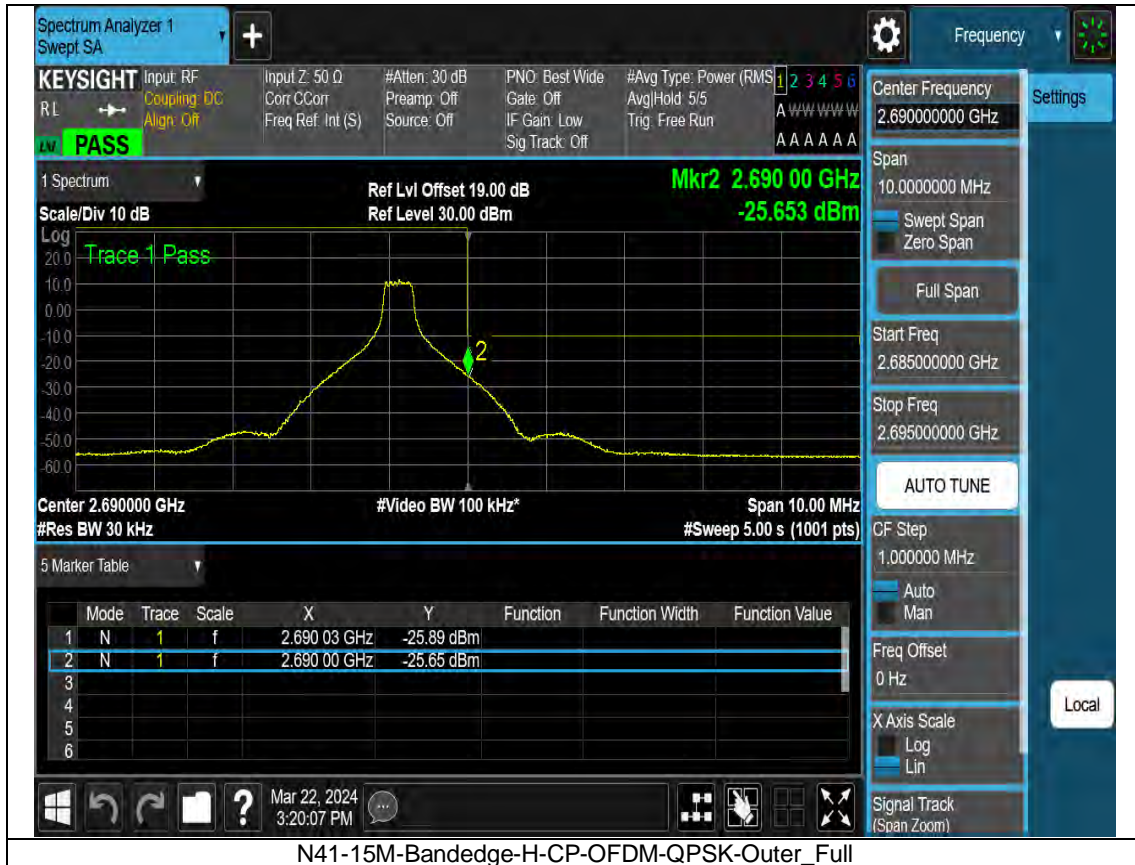 Spectrum Analyzer 1
Swept SA
+
Frequency
KEYSIGHT
RL
PASS
Input: RF
Coupling: DC
Align: Off
Input Z: 50 Ω
Corr CCorr
Freq Ref: Int (S)
#Atten: 30 dB
Preamp: Off
Source: Off
PNO: Best Wide
Gate: Off
IF Gain: Low
Sig Track: Off
#Avg Type: Power (RMS
Avg|Hold: 5/5
Trig: Free Run
1 2 3 4 5 6
A W W W W W
A A A A A A
1 Spectrum
Scale/Div 10 dB
Ref Lvl Offset 19.00 dB
Ref Level 30.00 dBm
Mkr2 2.690 00 GHz
-25.653 dBm
Log
Trace 1 Pass
20.0
10.0
0.00
-10.0
-20.0
-30.0
-40.0
-50.0
-60.0
2
Center 2.690000 GHz
#Res BW 30 kHz
#Video BW 100 kHz*
Span 10.00 MHz
#Sweep 5.00 s (1001 pts)
5 Marker Table
Mode Trace Scale X Y Function Function Width Function Value
1 N 1 f 2.690 03 GHz -25.89 dBm
2 N 1 f 2.690 00 GHz -25.65 dBm
3
4
5
6
?
Mar 22, 2024
3:20:07 PM
Center Frequency
2.690000000 GHz
Settings
Span
10.0000000 MHz
Swept Span
Zero Span
Full Span
Start Freq
2.685000000 GHz
Stop Freq
2.695000000 GHz
AUTO TUNE
CF Step
1.000000 MHz
Auto
Man
Freq Offset
0 Hz
X Axis Scale
Log
Lin
Local
Signal Track
(Span Zoom)
N41-15M-Bandedge-H-CP-OFDM-QPSK-Outer_Full